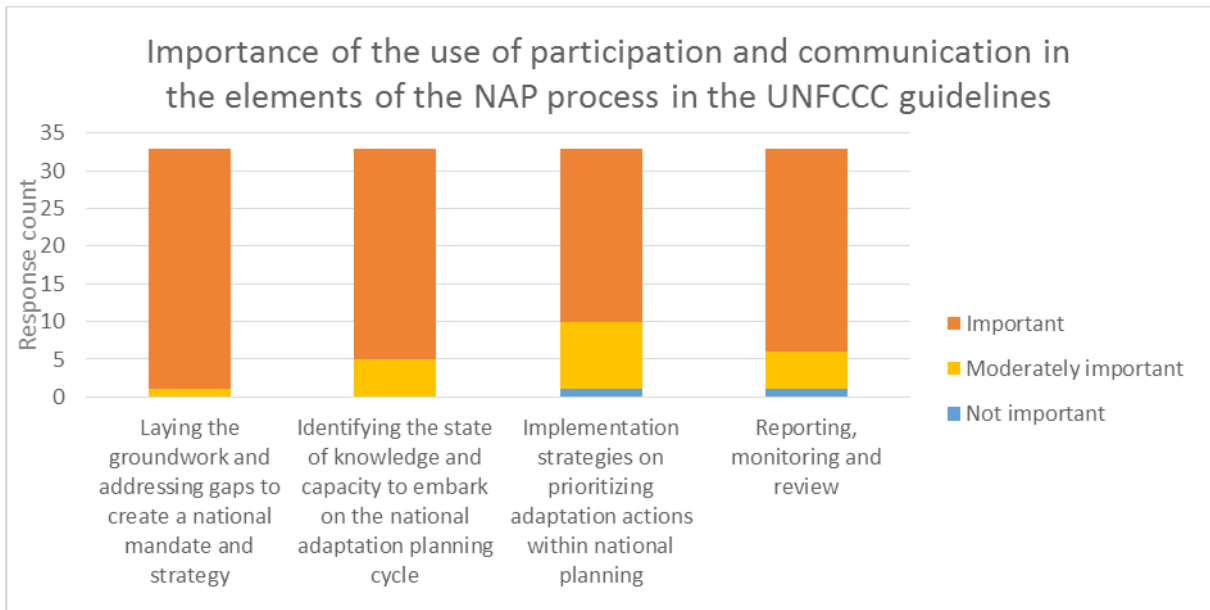 Importance of the use of participation and communication in
the elements of the NAP process in the UNFCCC guidelines
35
30
25
20
15
10
5
0
Response count
Laying the
groundwork and
addressing gaps to
create a national
mandate and
strategy
Identifying the state
of knowledge and
capacity to embark
on the national
adaptation planning
cycle
Implementation
strategies on
prioritizing
adaptation actions
within national
planning
Reporting,
monitoring and
review
Important
Moderately important
Not important